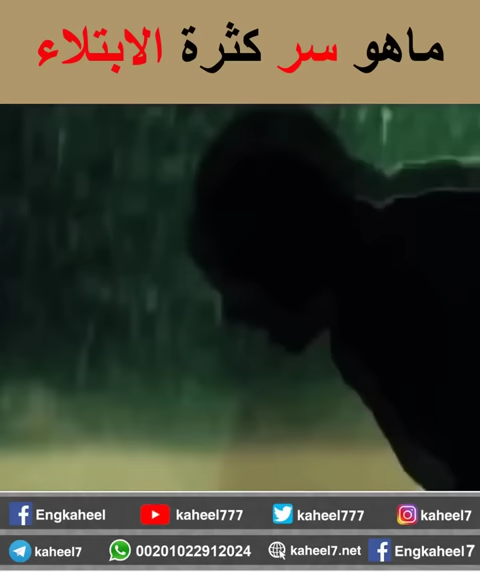 ماهو سر كثرة الابتلاء
Engkaheel kaheel777 kaheel777 kaheel7
kaheel7 00201022912024 kaheel7.net Engkaheel7